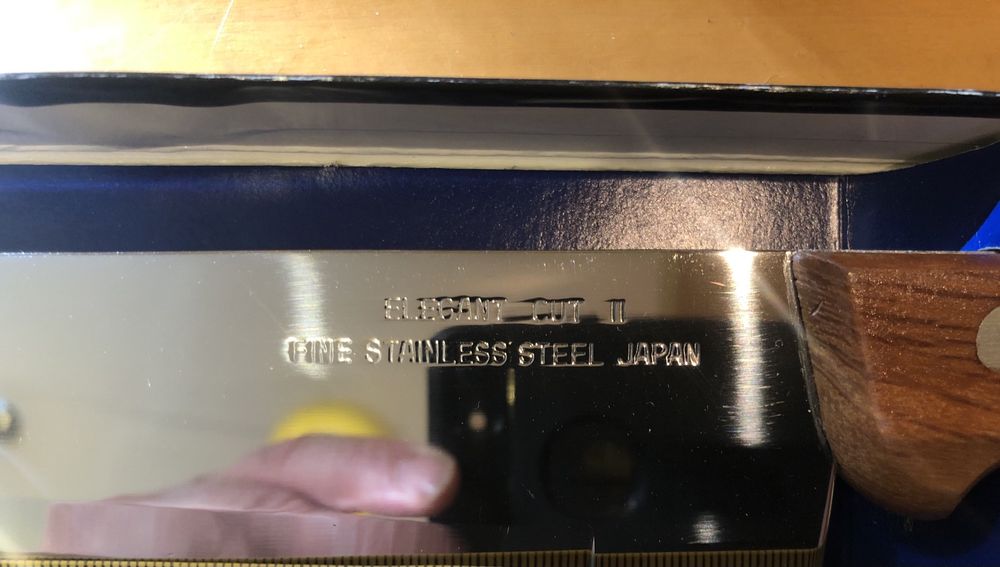 ELEGANT CUT II
FINE STAINLESS STEEL JAPAN